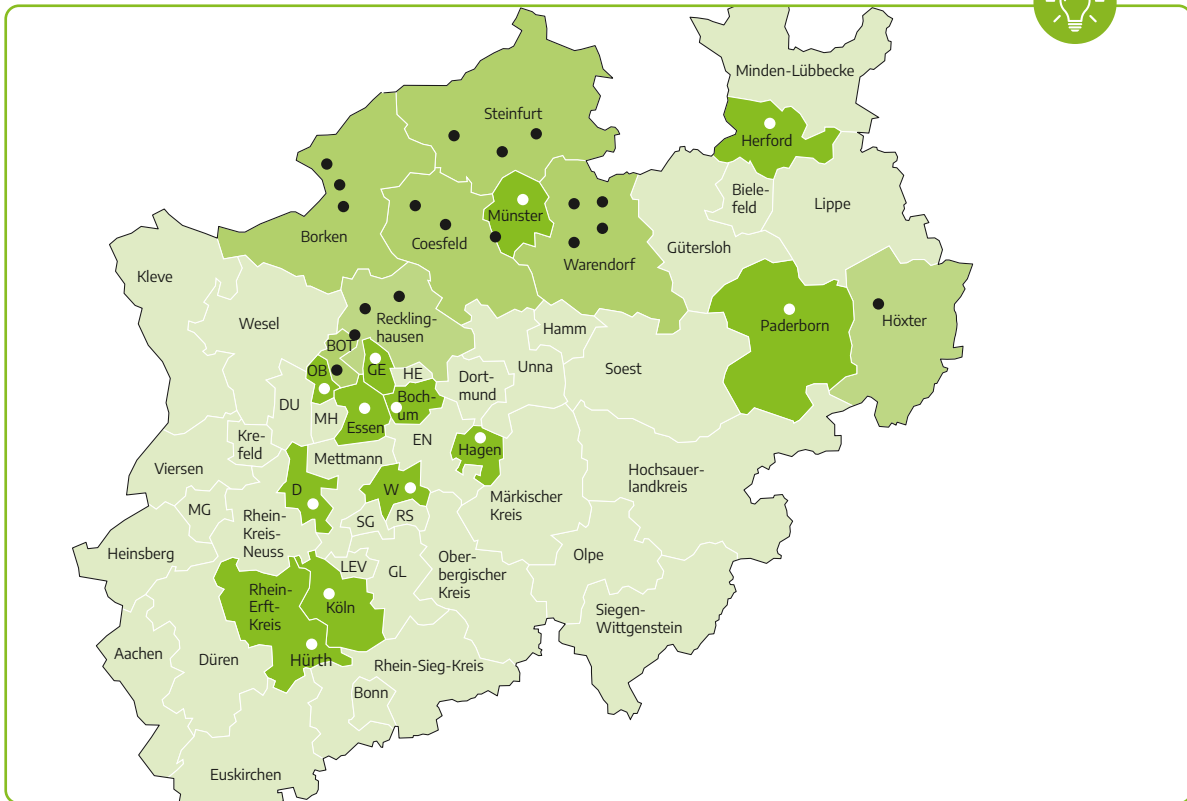 Minden-Lübbecke
Steinfurt
Herford
Biele-
feld
Lippe
Münster
Borken
Coesfeld
Warendorf
Gütersloh
Kleve
Wesel
Reckling-
hausen
Hamm
Paderborn
Höxter
BOT
OB
GE
HE
Dort-
mund
Unna
Soest
DU
MH
Essen
Boch-
um
EN
Hagen
Kre-
feld
Mettmann
Viersen
D
W
Hochsauer-
landkreis
MG
Rhein-
Kreis-
Neuss
SG
RS
Märkischer
Kreis
Heinsberg
LEV
GL
Ober-
bergischer
Kreis
Olpe
Rhein-
Erft-
Kreis
Köln
Siegen-
Wittgenstein
Aachen
Düren
Hürth
Rhein-Sieg-Kreis
Bonn
Euskirchen